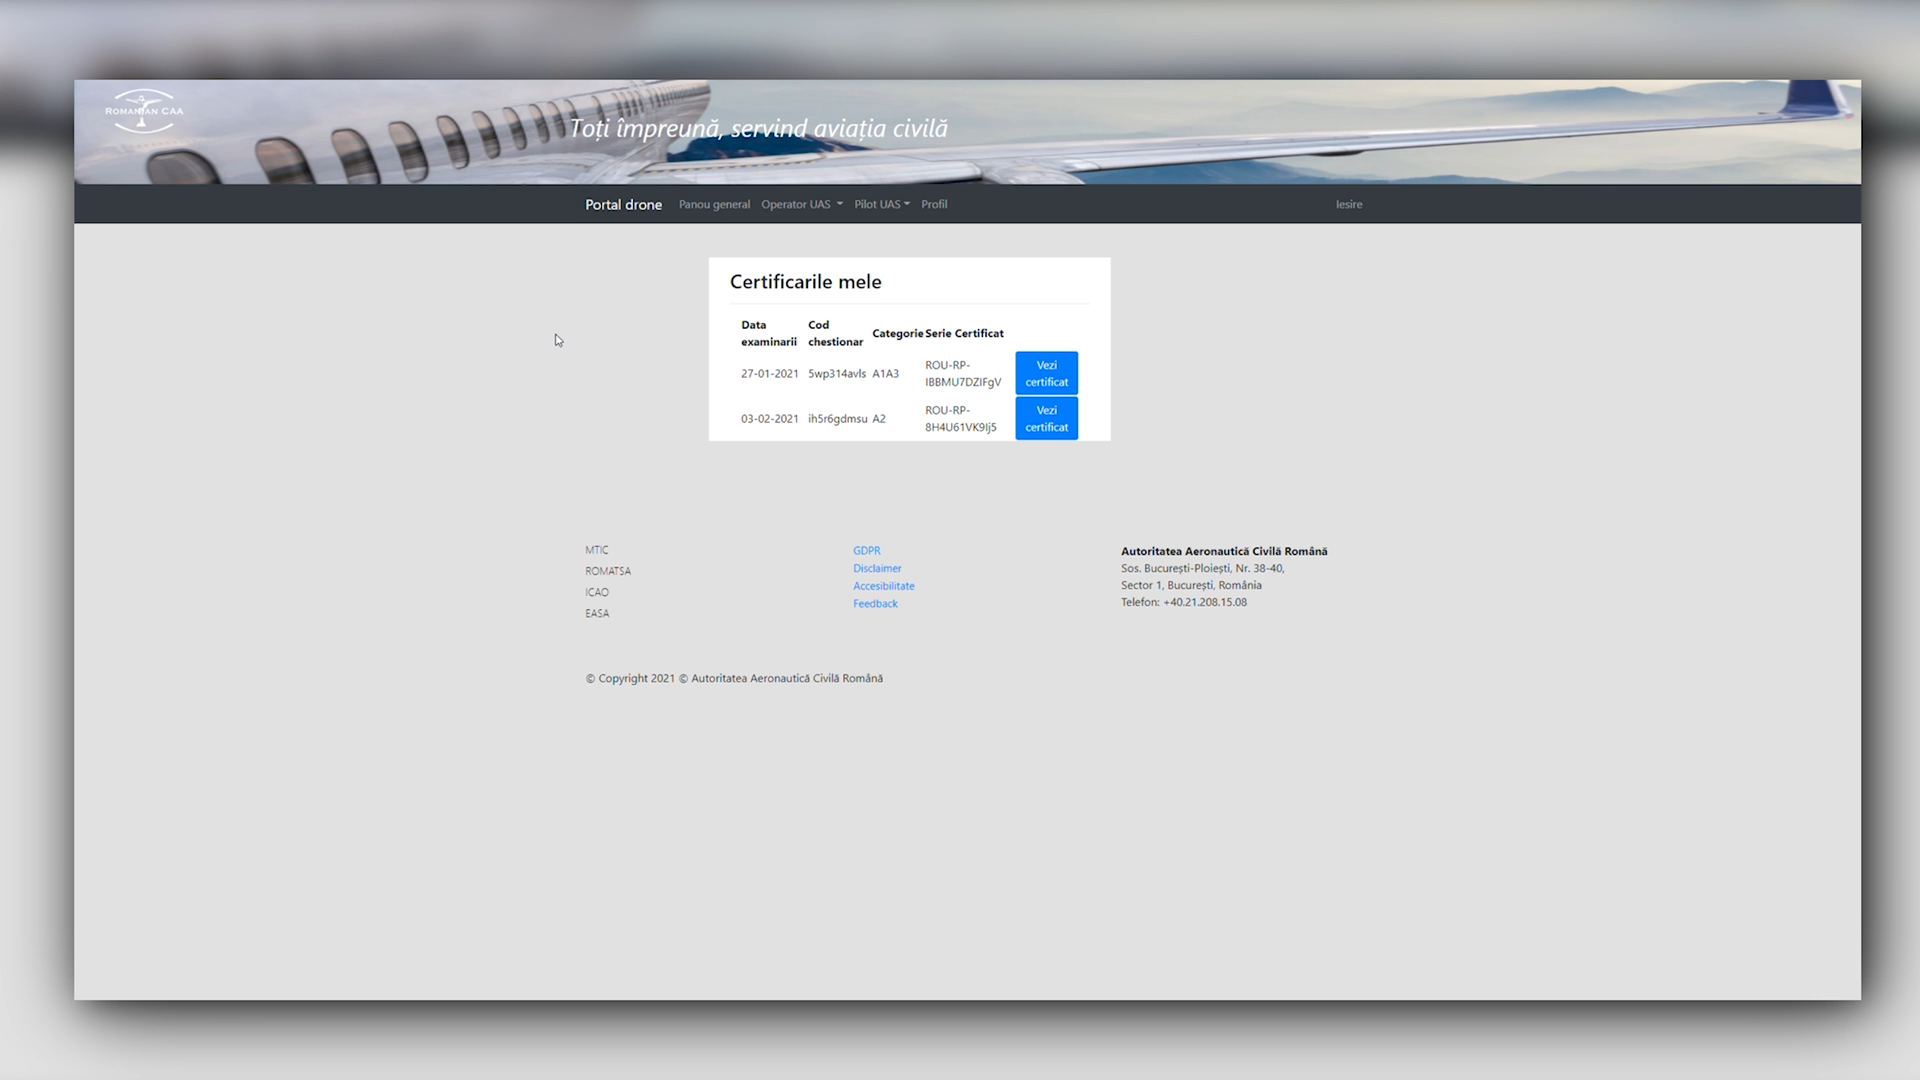 ROMANIAN CAA
Toți împreună, servind aviația civilă
Portal drone Panou general Operator UAS Pilot UAS Profil Iesire
Certificarile mele
Data examinarii Cod chestionar Categorie Serie Certificat
27-01-2021 5wp314avls A1A3 ROU-RP-IBBMU7DZIFgV Vezi certificat
03-02-2021 ih5r6gdmsu A2 ROU-RP-8H4U61VK9Ij5 Vezi certificat
MTIC
ROMATSA
ICAO
EASA
GDPR
Disclaimer
Accesibilitate
Feedback
Autoritatea Aeronautică Civilă Română
Sos. București-Ploiești, Nr. 38-40,
Sector 1, București, România
Telefon: +40.21.208.15.08
© Copyright 2021 © Autoritatea Aeronautică Civilă Română